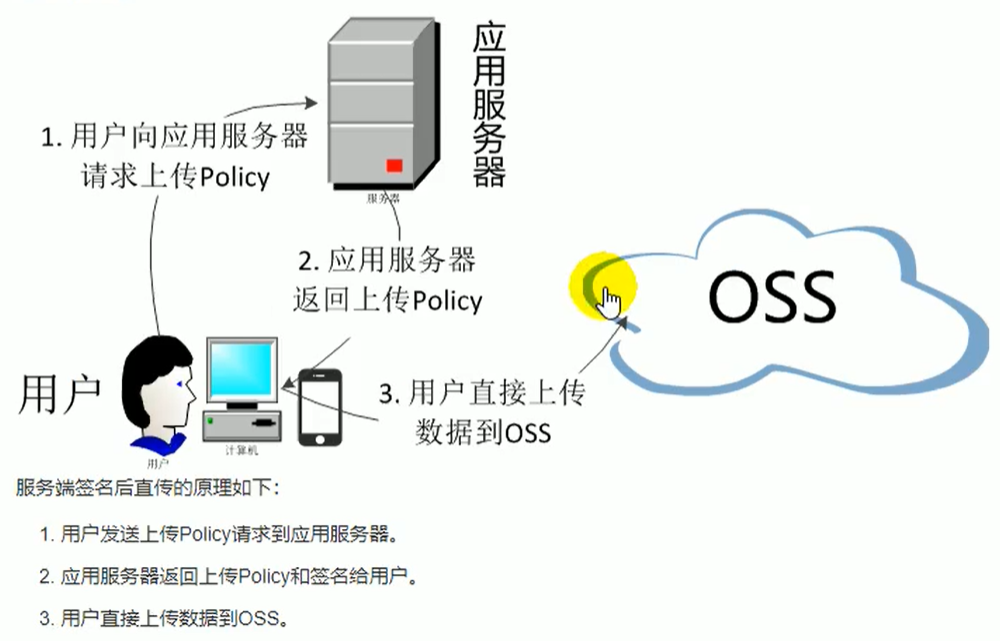 应用服务器
1. 用户向应用服务器
请求上传Policy
服务器
2. 应用服务器
返回上传Policy
OSS
用户
3. 用户直接上传
数据到OSS
计算机
用户
服务端签名后直传的原理如下：
1. 用户发送上传Policy请求到应用服务器。
2. 应用服务器返回上传Policy和签名给用户。
3. 用户直接上传数据到OSS。